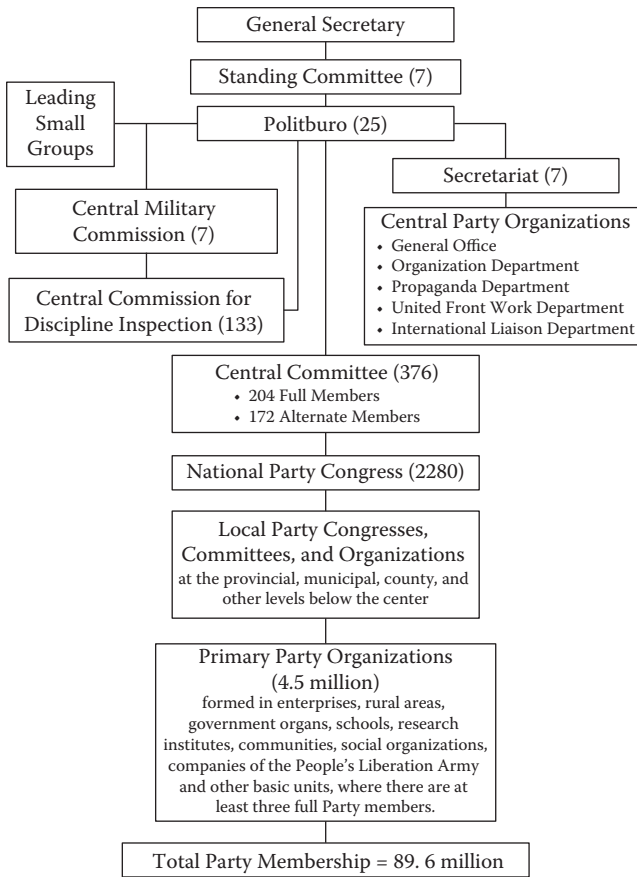 General Secretary
Standing Committee (7)
Leading
Small
Groups
Politburo (25)
Secretariat (7)
Central Military
Commission (7)
Central Party Organizations
• General Office
• Organization Department
• Propaganda Department
• United Front Work Department
• International Liaison Department
Central Commission for
Discipline Inspection (133)
Central Committee (376)
• 204 Full Members
• 172 Alternate Members
National Party Congress (2280)
Local Party Congresses,
Committees, and Organizations
at the provincial, municipal, county, and
other levels below the center
Primary Party Organizations
(4.5 million)
formed in enterprises, rural areas,
government organs, schools, research
institutes, communities, social organizations,
companies of the People's Liberation Army
and other basic units, where there are at
least three full Party members.
Total Party Membership = 89. 6 million